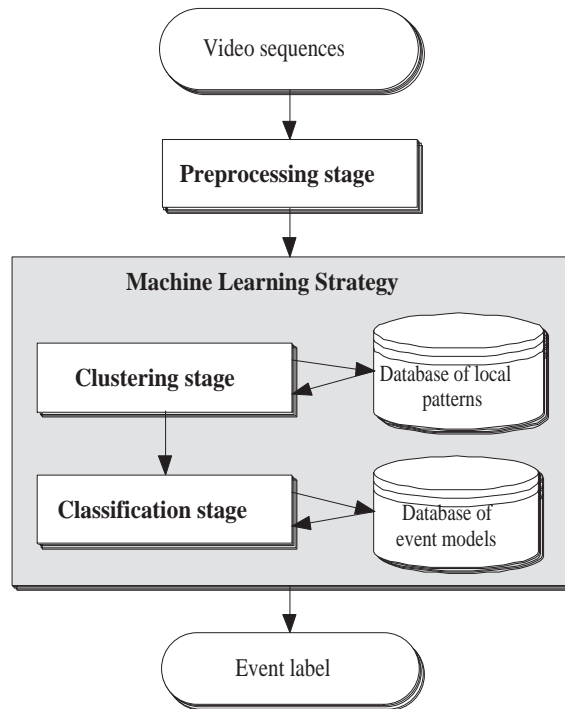 Video sequences
Preprocessing stage
Machine Learning Strategy
Clustering stage
Database of local
patterns
Classification stage
Database of
event models
Event label